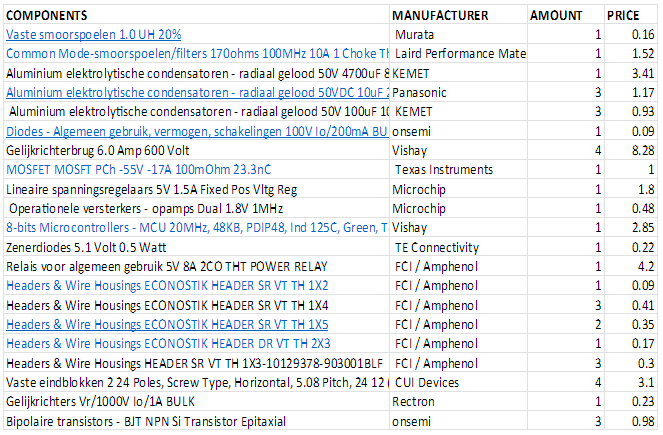 COMPONENTS MANUFACTURER AMOUNT PRICE
Vaste smoorspoelen 1.0 UH 20% Murata 1 0.16
Common Mode-smoorspoelen/filters 170ohms 100MHz 10A 1 Choke Th Laird Performance Mate 1 1.52
Aluminium elektrolytische condensatoren - radiaal gelood 50V 4700uF 8 KEMET 1 3.41
Aluminium elektrolytische condensatoren - radiaal gelood 50VDC 10uF 2 Panasonic 3 1.17
Aluminium elektrolytische condensatoren - radiaal gelood 50V 100uF 10 KEMET 3 0.93
Diodes - Algemeen gebruik, vermogen, schakelingen 100V Io/200mA BU onsemi 1 0.09
Gelijkrichterbrug 6.0 Amp 600 Volt Vishay 4 8.28
MOSFET MOSFT PCh -55V -17A 100mOhm 23.3nC Texas Instruments 1 1
Lineaire spanningsregelaars 5V 1.5A Fixed Pos Vltg Reg Microchip 1 1.8
Operationele versterkers - opamps Dual 1.8V 1MHz Microchip 1 0.48
8-bits Microcontrollers - MCU 20MHz, 48KB, PDIP48, Ind 125C, Green, T Vishay 1 2.85
Zenerdiodes 5.1 Volt 0.5 Watt TE Connectivity 1 0.22
Relais voor algemeen gebruik 5V 8A 2CO THT POWER RELAY FCI / Amphenol 1 4.2
Headers & Wire Housings ECONOSTIK HEADER SR VT TH 1X2 FCI / Amphenol 1 0.09
Headers & Wire Housings ECONOSTIK HEADER SR VT TH 1X4 FCI / Amphenol 3 0.41
Headers & Wire Housings ECONOSTIK HEADER SR VT TH 1X5 FCI / Amphenol 2 0.35
Headers & Wire Housings ECONOSTIK HEADER DR VT TH 2X3 FCI / Amphenol 1 0.17
Headers & Wire Housings HEADER SR VT TH 1X3-10129378-903001BLF FCI / Amphenol 3 0.3
Vaste eindblokken 2 24 Poles, Screw Type, Horizontal, 5.08 Pitch, 24 12 ( CUI Devices 4 3.1
Gelijkrichters Vr/1000V Io/1A BULK Rectron 1 0.23
Bipolaire transistors - BJT NPN Si Transistor Epitaxial onsemi 3 0.98